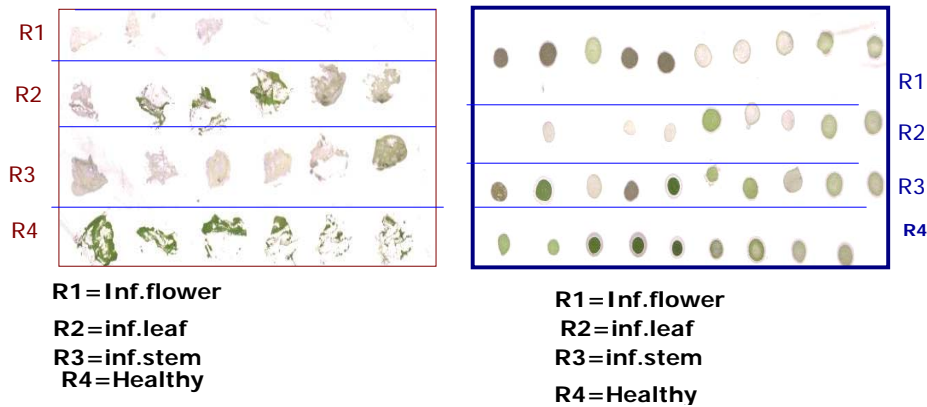 R1
R2
R3
R4
R1
R2
R3
R4
R1=Inf.flower
R2=inf.leaf
R3=inf.stem
R4=Healthy
R1=Inf.flower
R2=inf.leaf
R3=inf.stem
R4=Healthy